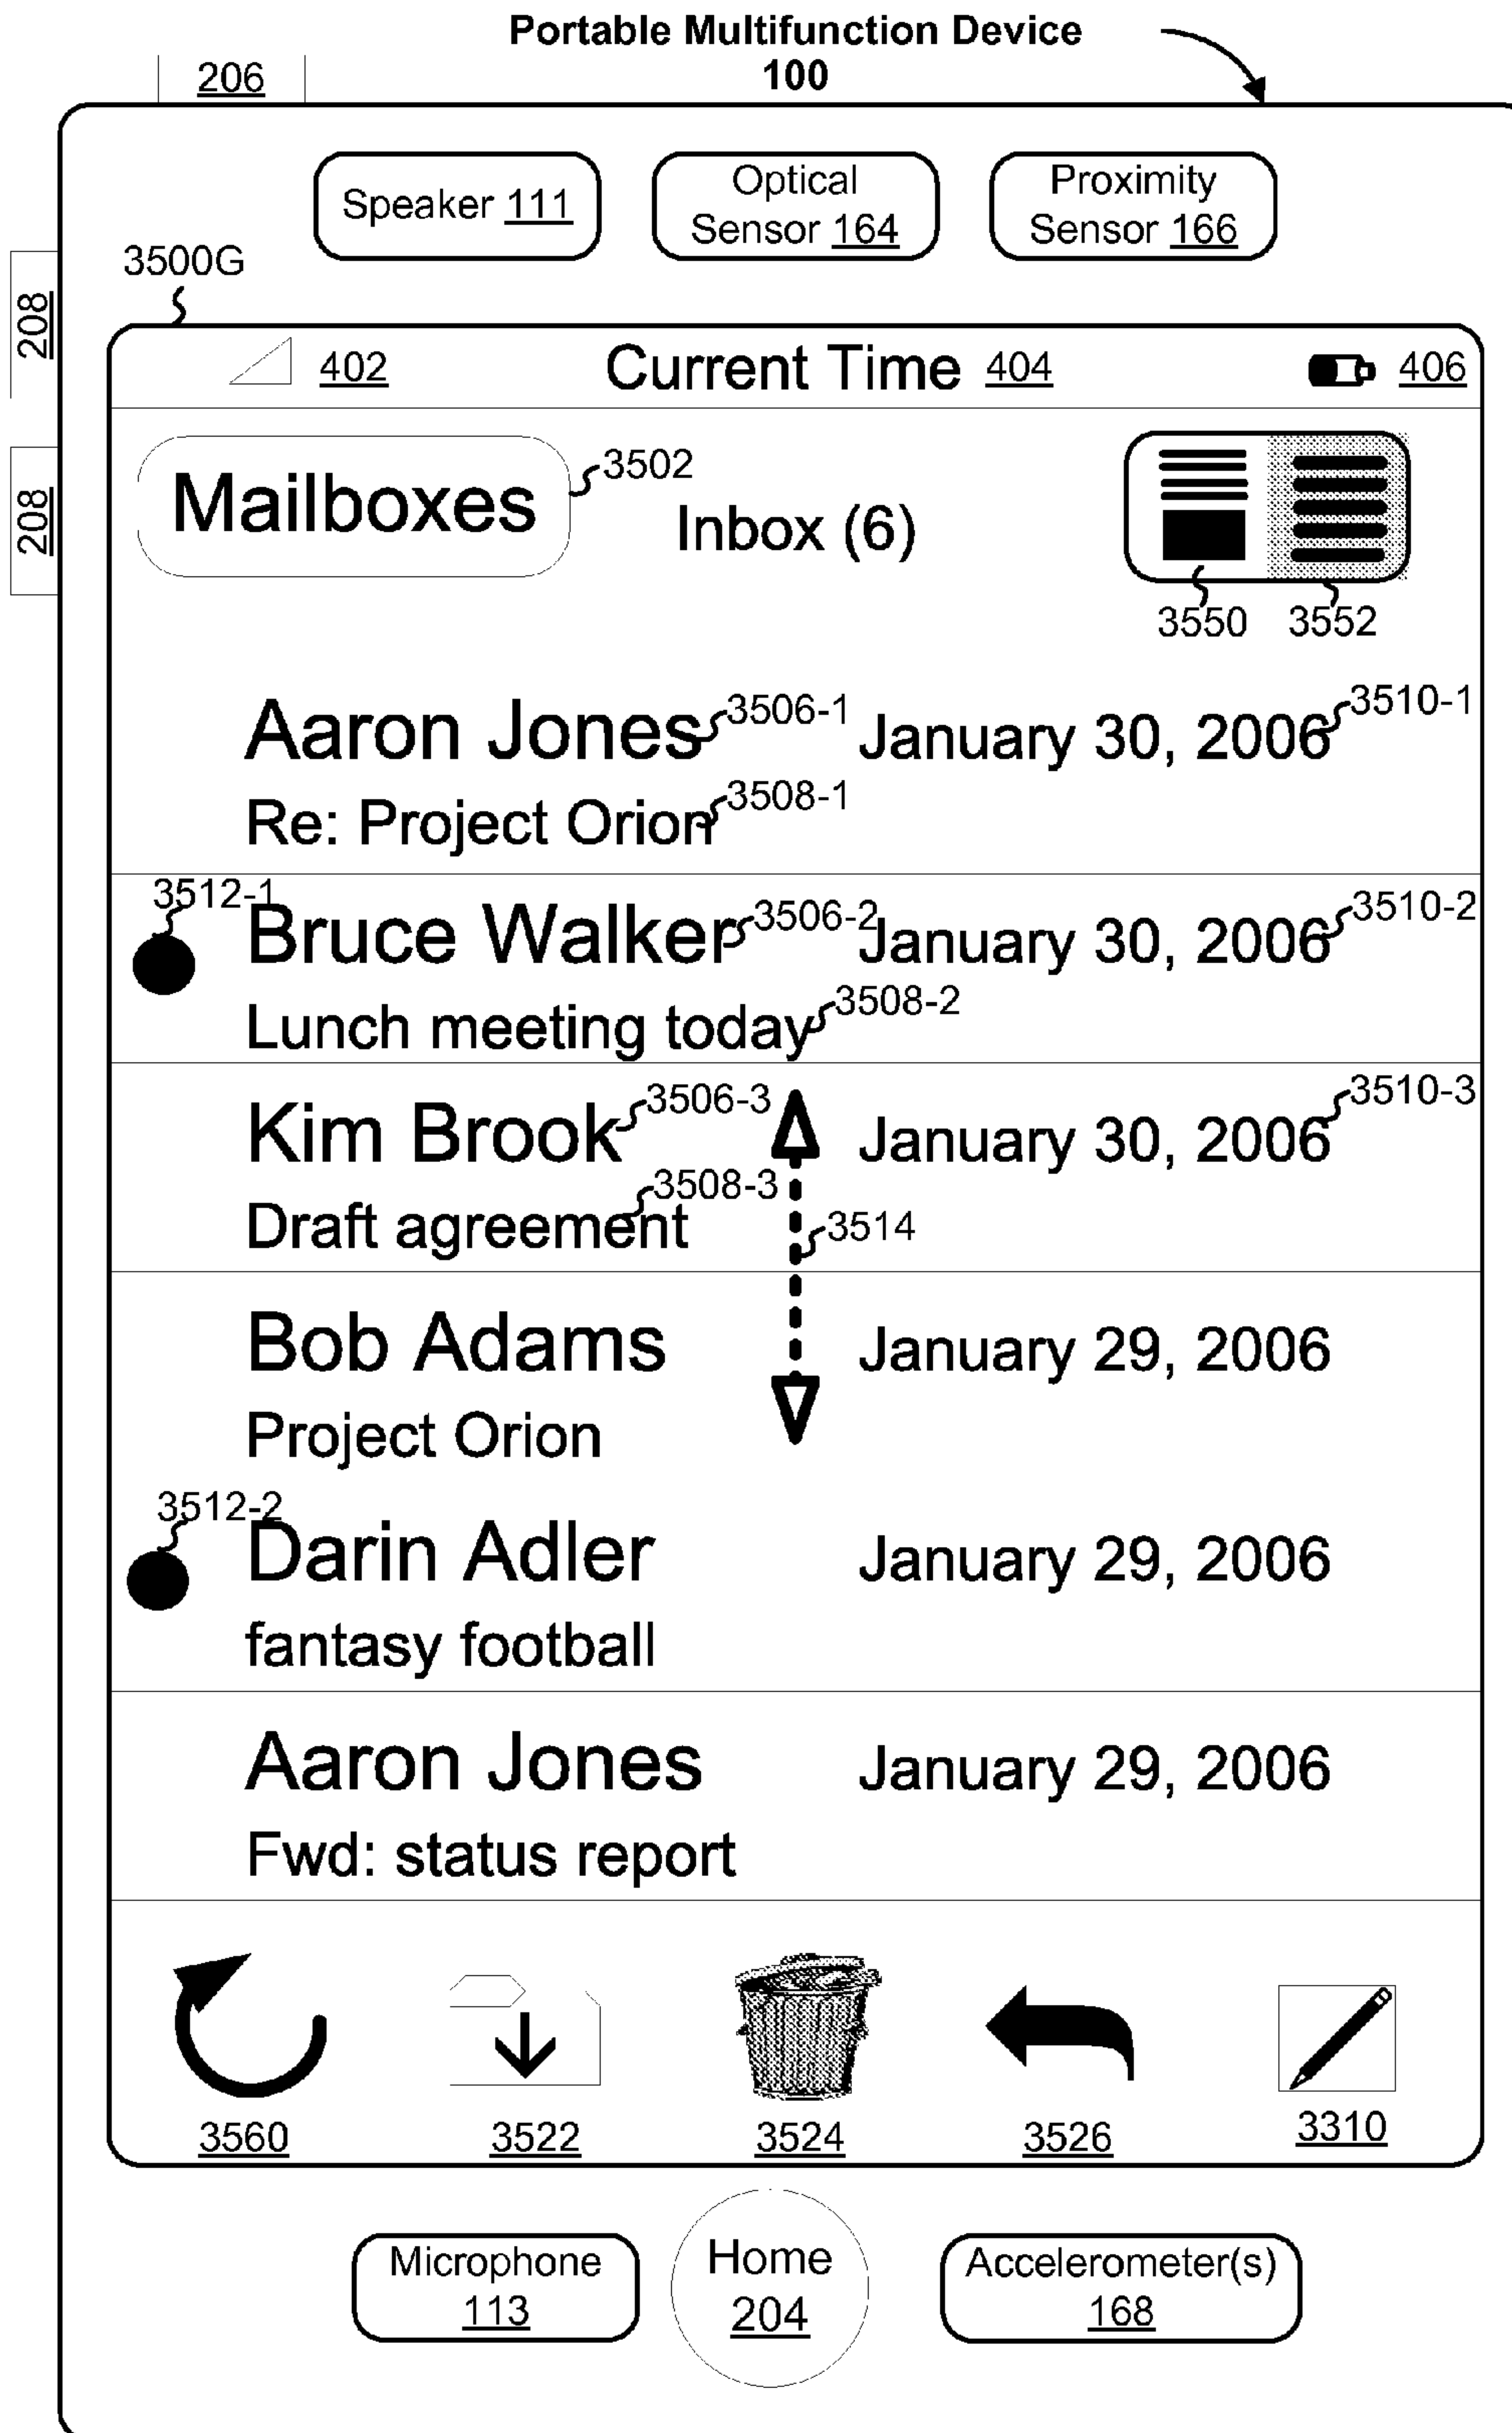 Portable Multifunction Device
100
206
Speaker 111
Optical
Sensor 164
Proximity
Sensor 166
208
3500G
402
Current Time 404
406
208
Mailboxes
3502
Inbox (6)
3550
3552
Aaron Jones
3506-1
January 30, 2006
3510-1
Re: Project Orion
3508-1
3512-1
Bruce Walker
3506-2
January 30, 2006
3510-2
Lunch meeting today
3508-2
Kim Brook
3506-3
January 30, 2006
3510-3
Draft agreement
3508-3
3514
Bob Adams
January 29, 2006
Project Orion
3512-2
Darin Adler
January 29, 2006
fantasy football
Aaron Jones
January 29, 2006
Fwd: status report
3560
3522
3524
3526
3310
Microphone
113
Home
204
Accelerometer(s)
168